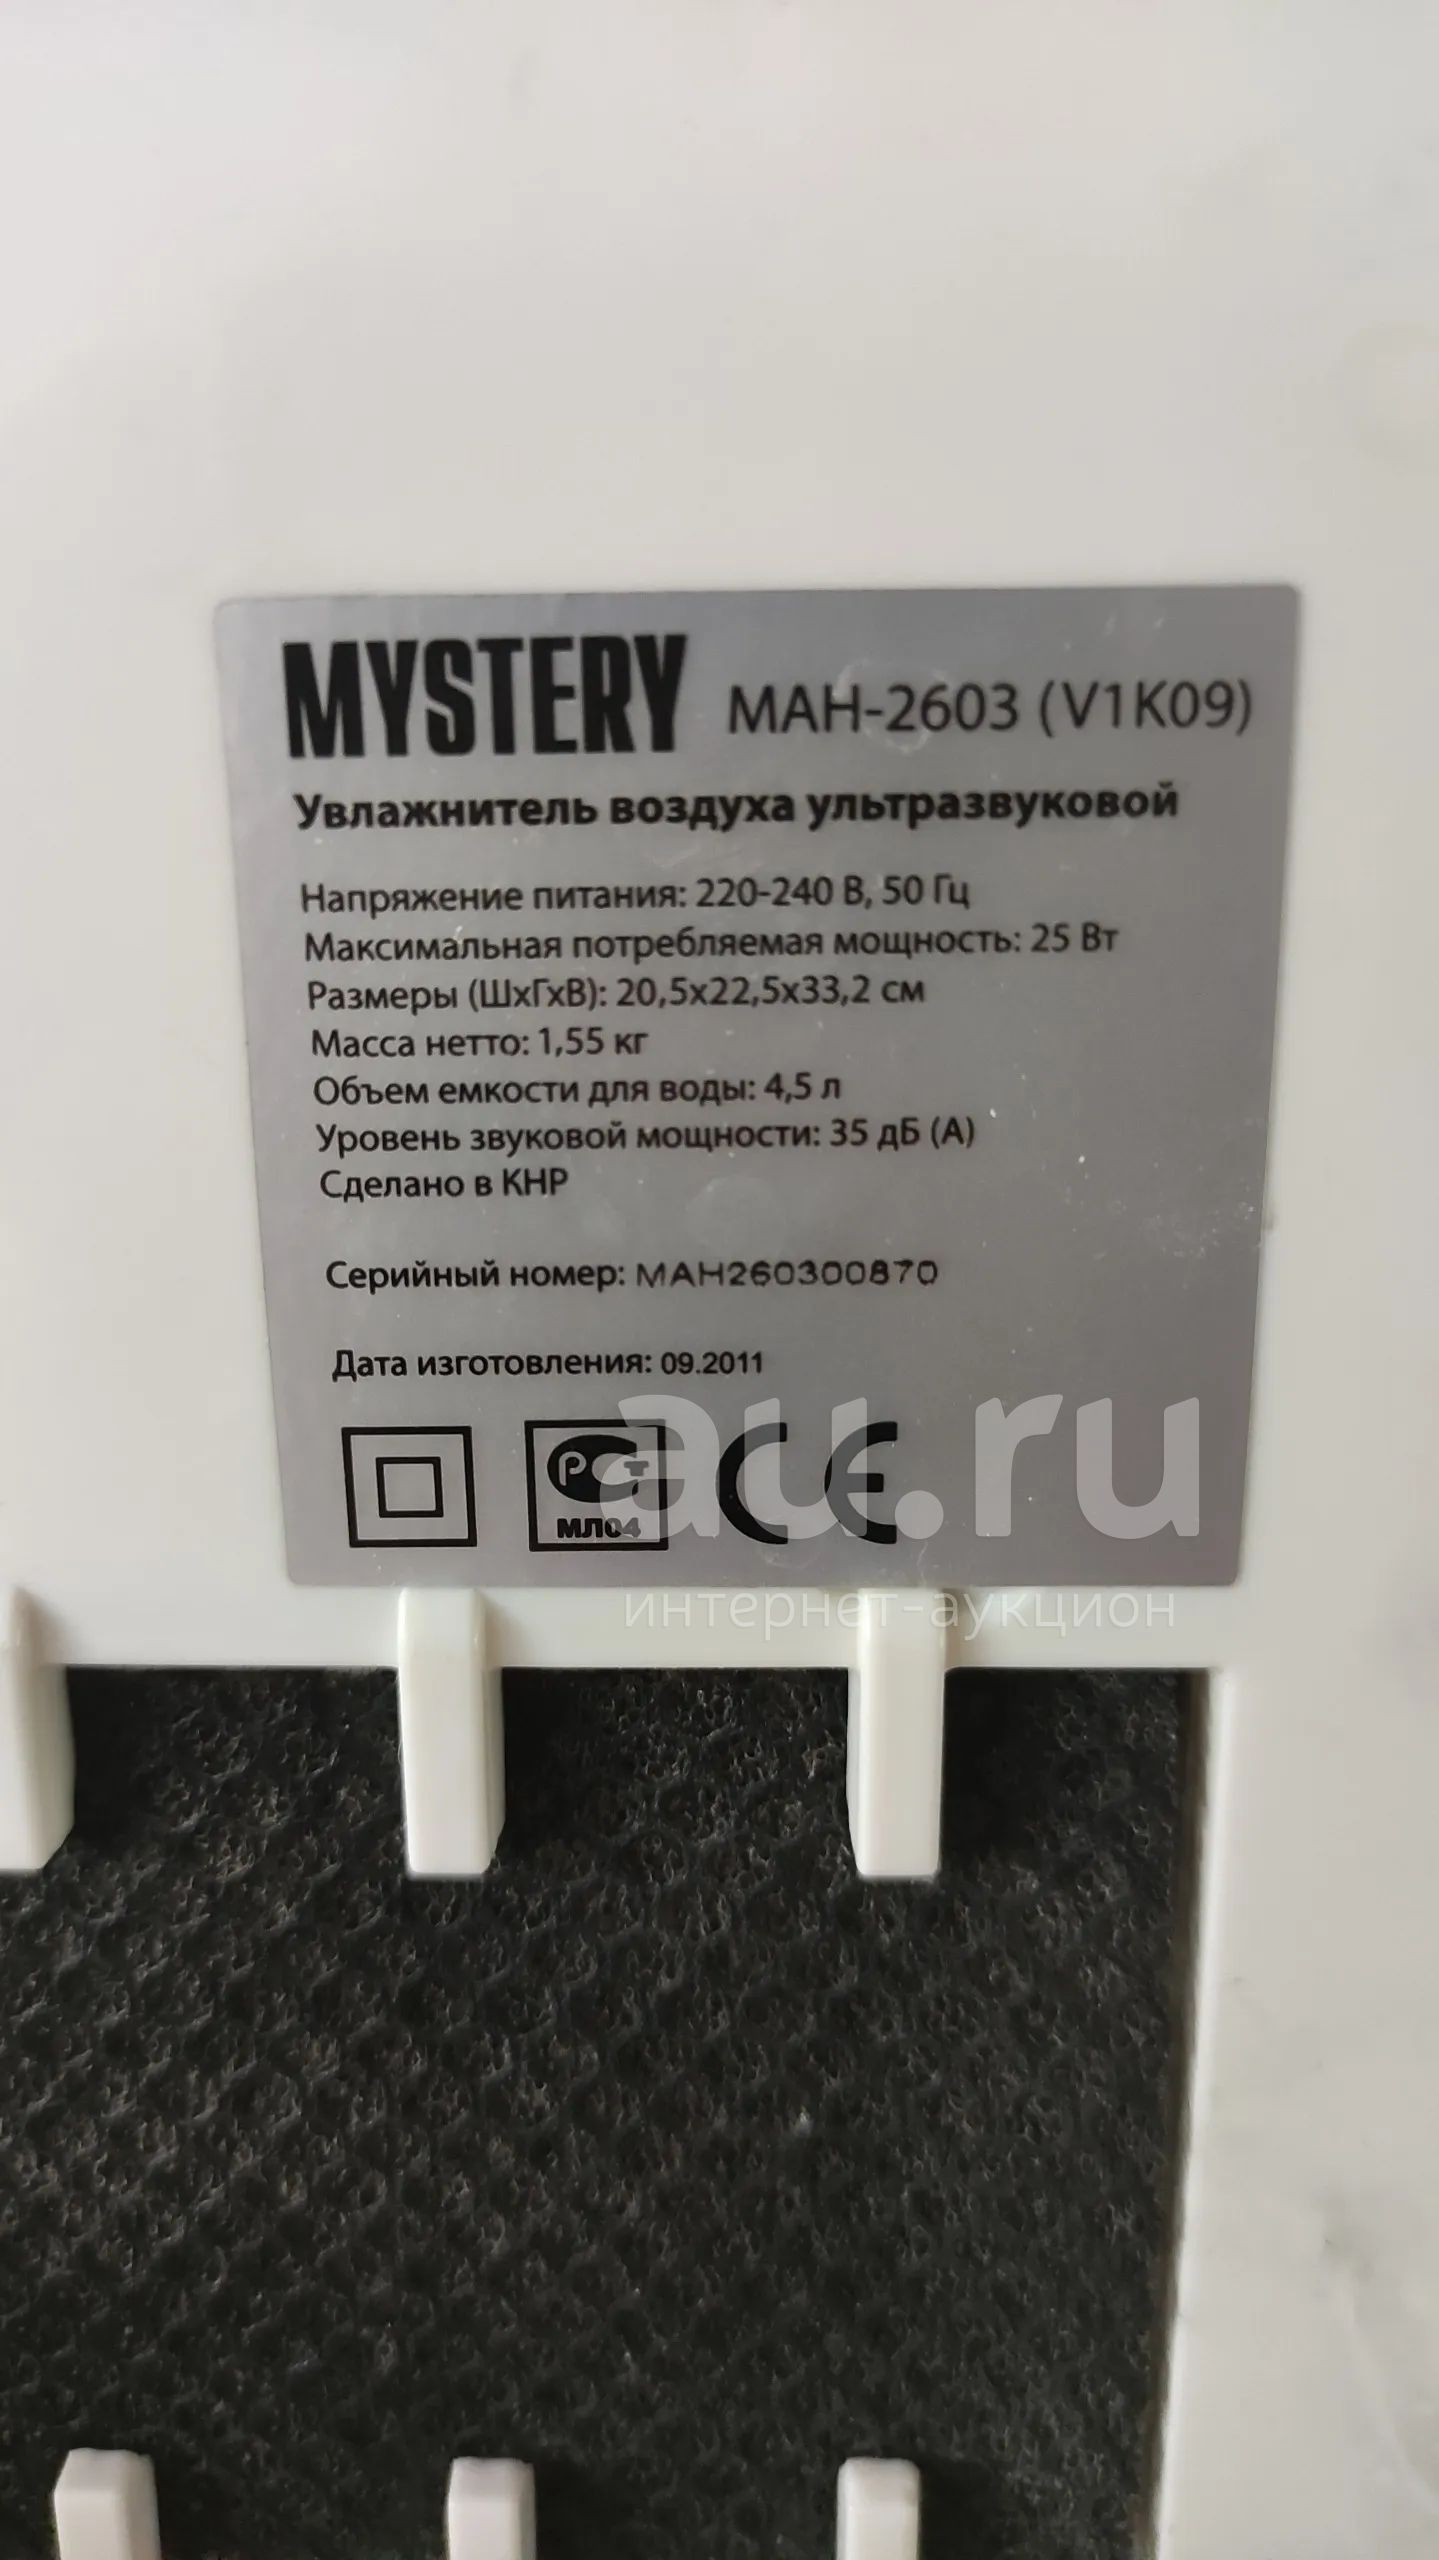 MYSTERY MAH-2603 (V1K09)
Увлажнитель воздуха ультразвуковой
Напряжение питания: 220-240 В, 50 Гц
Максимальная потребляемая мощность: 25 Вт
Размеры (ШхГхВ): 20,5х22,5х33,2 см
Масса нетто: 1,55 кг
Объем емкости для воды: 4,5 л
Уровень звуковой мощности: 35 дБ (А)
Сделано в КНР
Серийный номер: MAH260300870
Дата изготовления: 09.2011
РСТ CE
МЛ04
au.ru
интернет-аукцион